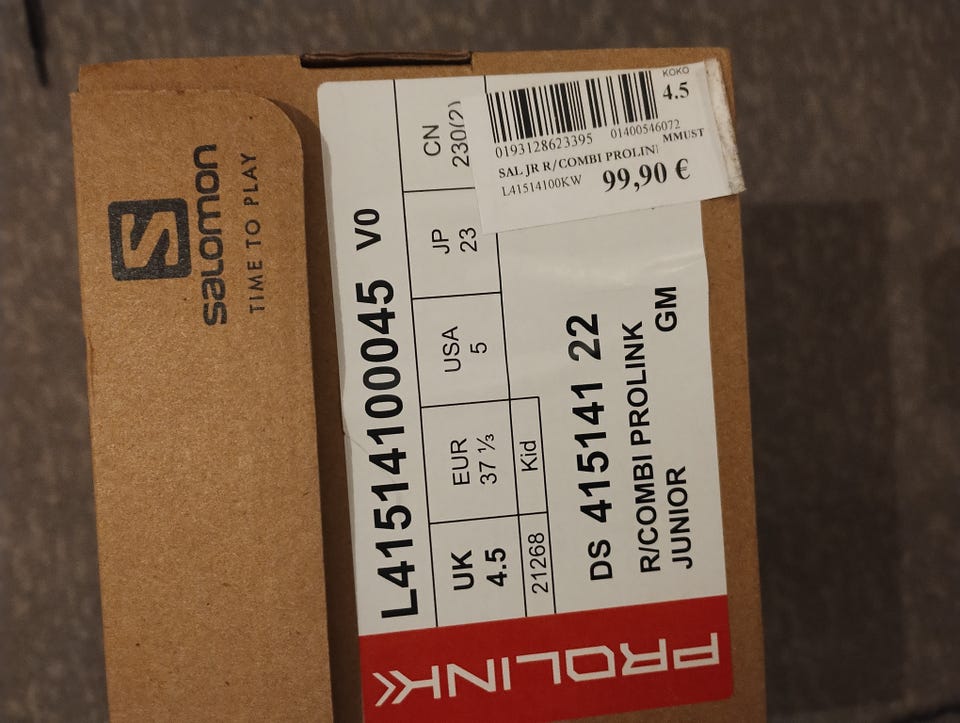 SALOMON
TIME TO PLAY
L41514100045 V0
UK
4.5
EUR
37 ⅓
USA
5
JP
23
CN
230(2)
21268
Kid
DS 415141 22
R/COMBI PROLINK
JUNIOR
GM
PROLINK
KOKO
4.5
0193128623395
01400546072
MMUST
SAL JR R/COMBI PROLIN
L41514100KW
99,90 €